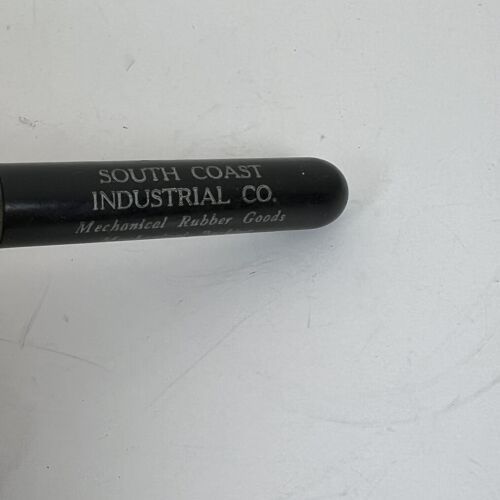 SOUTH COAST
INDUSTRIAL CO.
Mechanical Rubber Goods